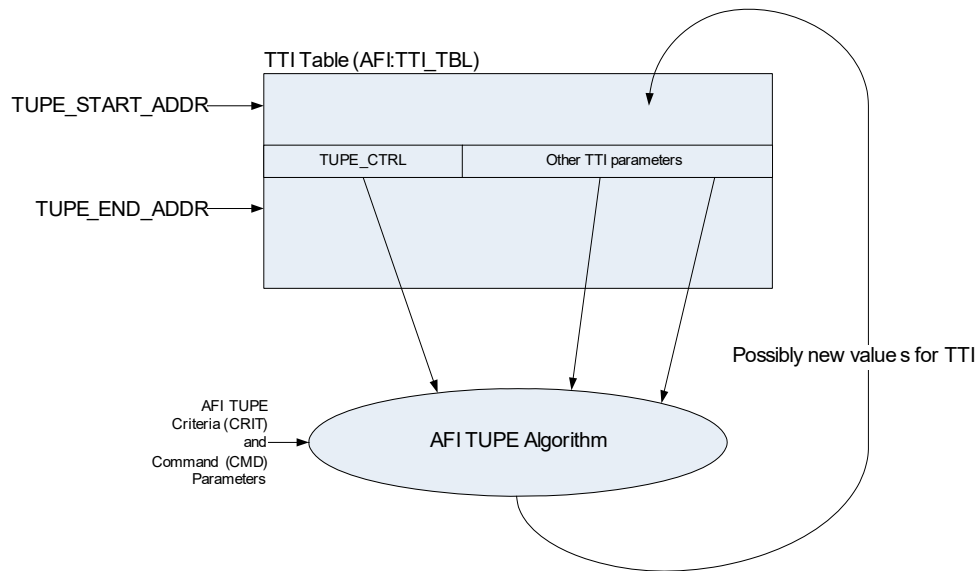 TTI Table (AFI:TTI_TBL)
TUPE_START_ADDR
TUPE_CTRL
Other TTI parameters
TUPE_END_ADDR
Possibly new value s for TTI
AFI TUPE
Criteria (CRIT)
and
Command (CMD)
Parameters
AFI TUPE Algorithm